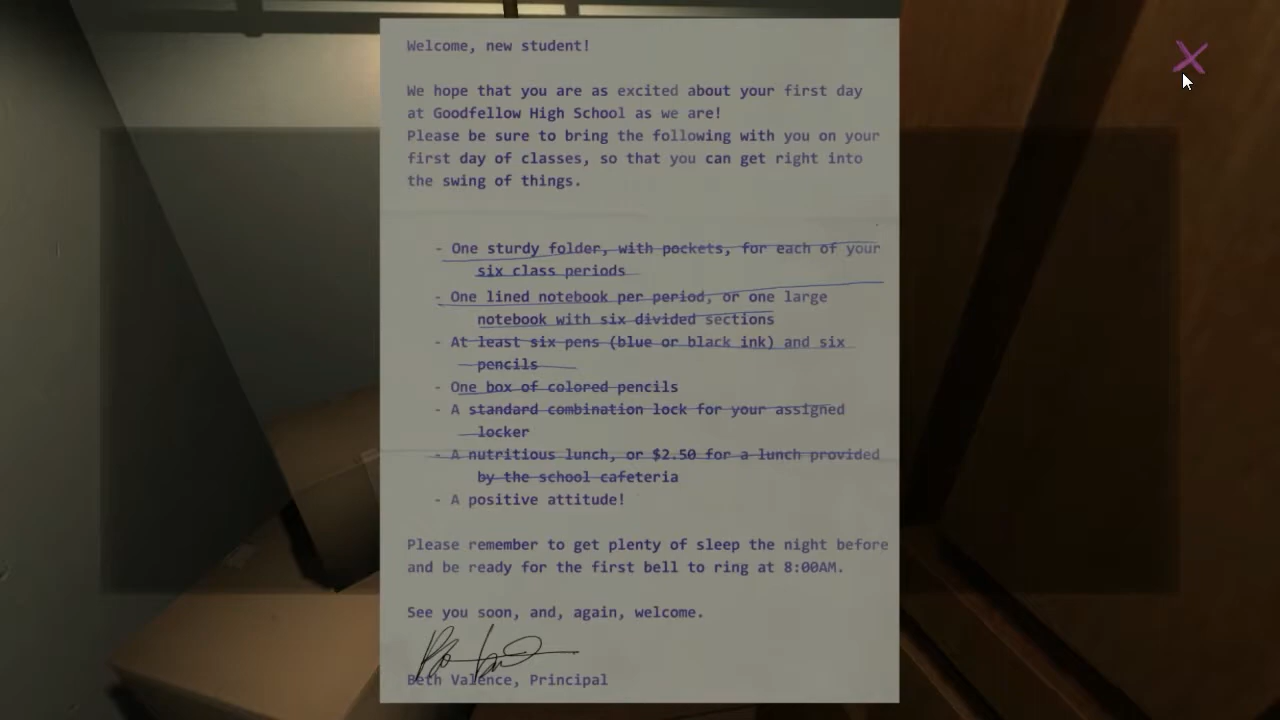 Welcome, new student!
We hope that you are as excited about your first day
at Goodfellow High School as we are!
Please be sure to bring the following with you on your
first day of classes, so that you can get right into
the swing of things.
- One sturdy folder, with pockets, for each of your
six class periods
- One lined notebook per period, or one large
notebook with six divided sections
- At least six pens (blue or black ink) and six
pencils
- One box of colored pencils
- A standard combination lock for your assigned
locker
- A nutritious lunch, or $2.50 for a lunch provided
by the school cafeteria
- A positive attitude!
Please remember to get plenty of sleep the night before
and be ready for the first bell to ring at 8:00AM.
See you soon, and, again, welcome.
Beth Valence, Principal